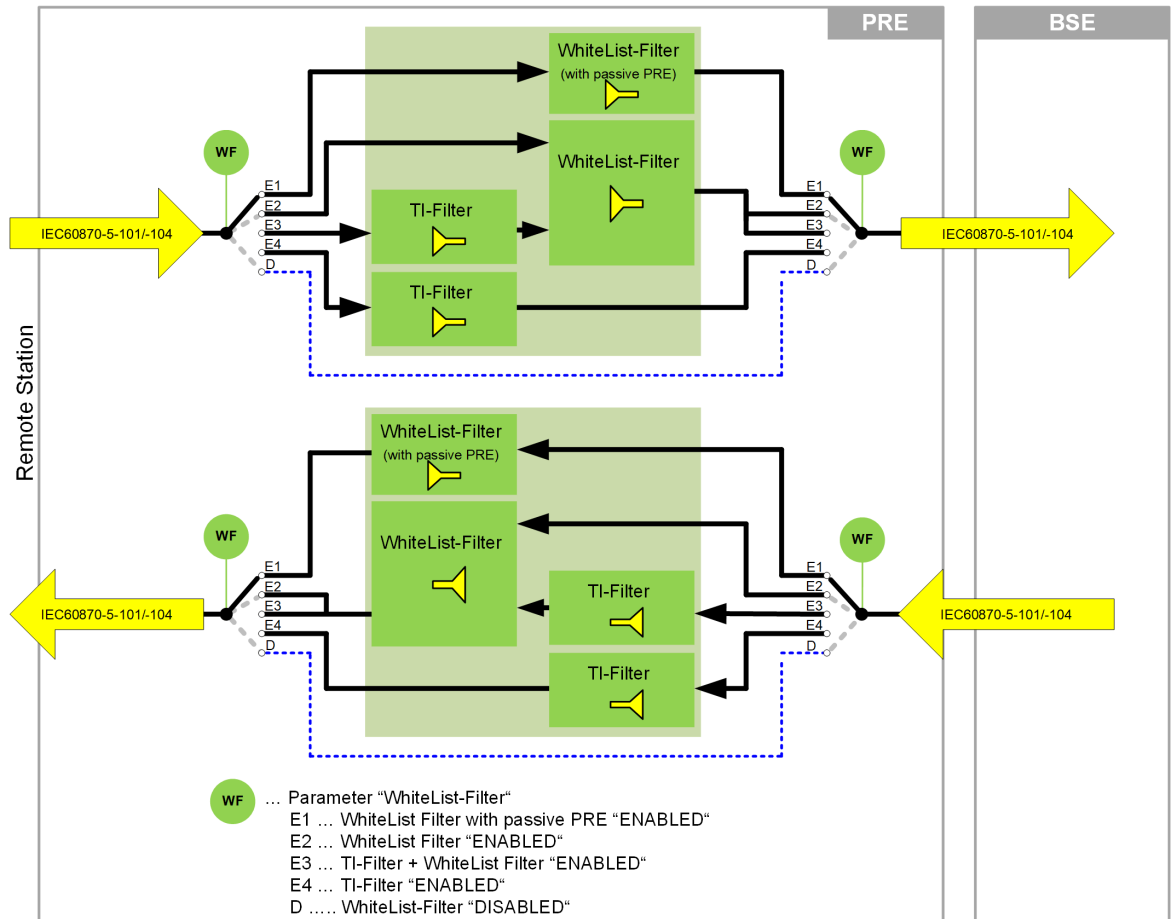 PRE
BSE
WhiteList-Filter
(with passive PRE)
WF
WF
WhiteList-Filter
E1
E2
E3
E4
D
E1
E2
E3
E4
D
TI-Filter
IEC60870-5-101/-104
IEC60870-5-101/-104
TI-Filter
Remote Station
WhiteList-Filter
(with passive PRE)
WF
WF
WhiteList-Filter
E1
E2
E3
E4
D
E1
E2
E3
E4
D
TI-Filter
IEC60870-5-101/-104
IEC60870-5-101/-104
TI-Filter
WF ... Parameter “WhiteList-Filter“
E1 ... WhiteList Filter with passive PRE “ENABLED“
E2 ... WhiteList Filter “ENABLED“
E3 ... TI-Filter + WhiteList Filter “ENABLED“
E4 ... TI-Filter “ENABLED“
D ..... WhiteList-Filter “DISABLED“